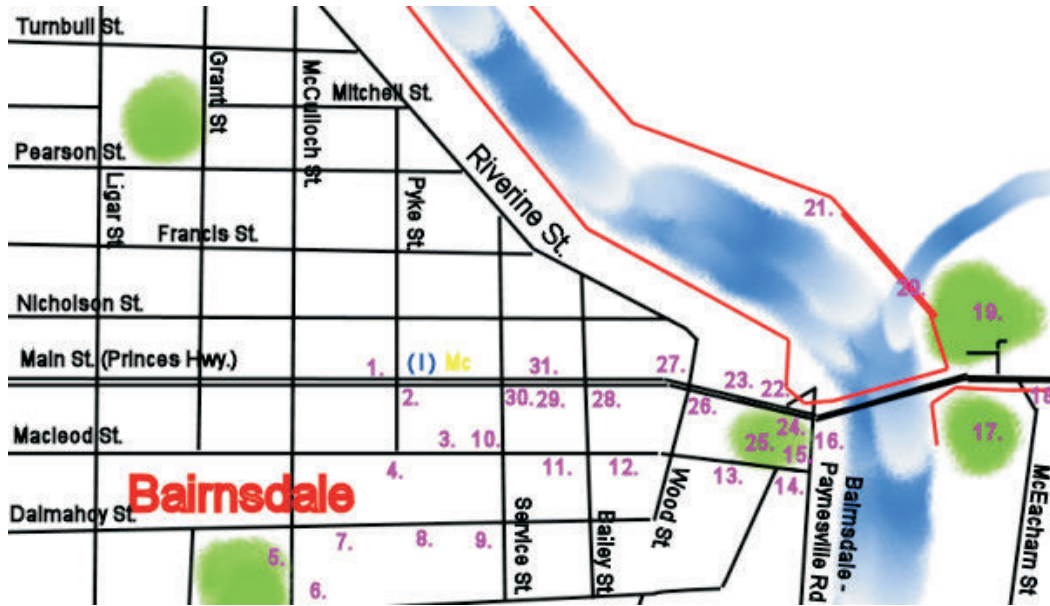 Turnbull St.
Grant St
McCulloch St.
Mitchell St.
Pearson St.
Ligar St.
Pyke St.
Riverine St.
21.
Francis St.
20.
19.
Nicholson St.
Main St. (Princes Hwy.)
1.
(I)
Mc
31.
27.
23.
22.
2.
30.
29.
28.
26.
18
Macleod St.
3.
10.
24.
25.
15.
16.
17.
4.
11.
12.
13.
14.
Bairnsdale
Wood St.
Bairnsdale -
Paynesville Rd
McEacharn St
Dalmahoy St.
Service St.
Bailey St.
5.
7.
8.
9.
6.